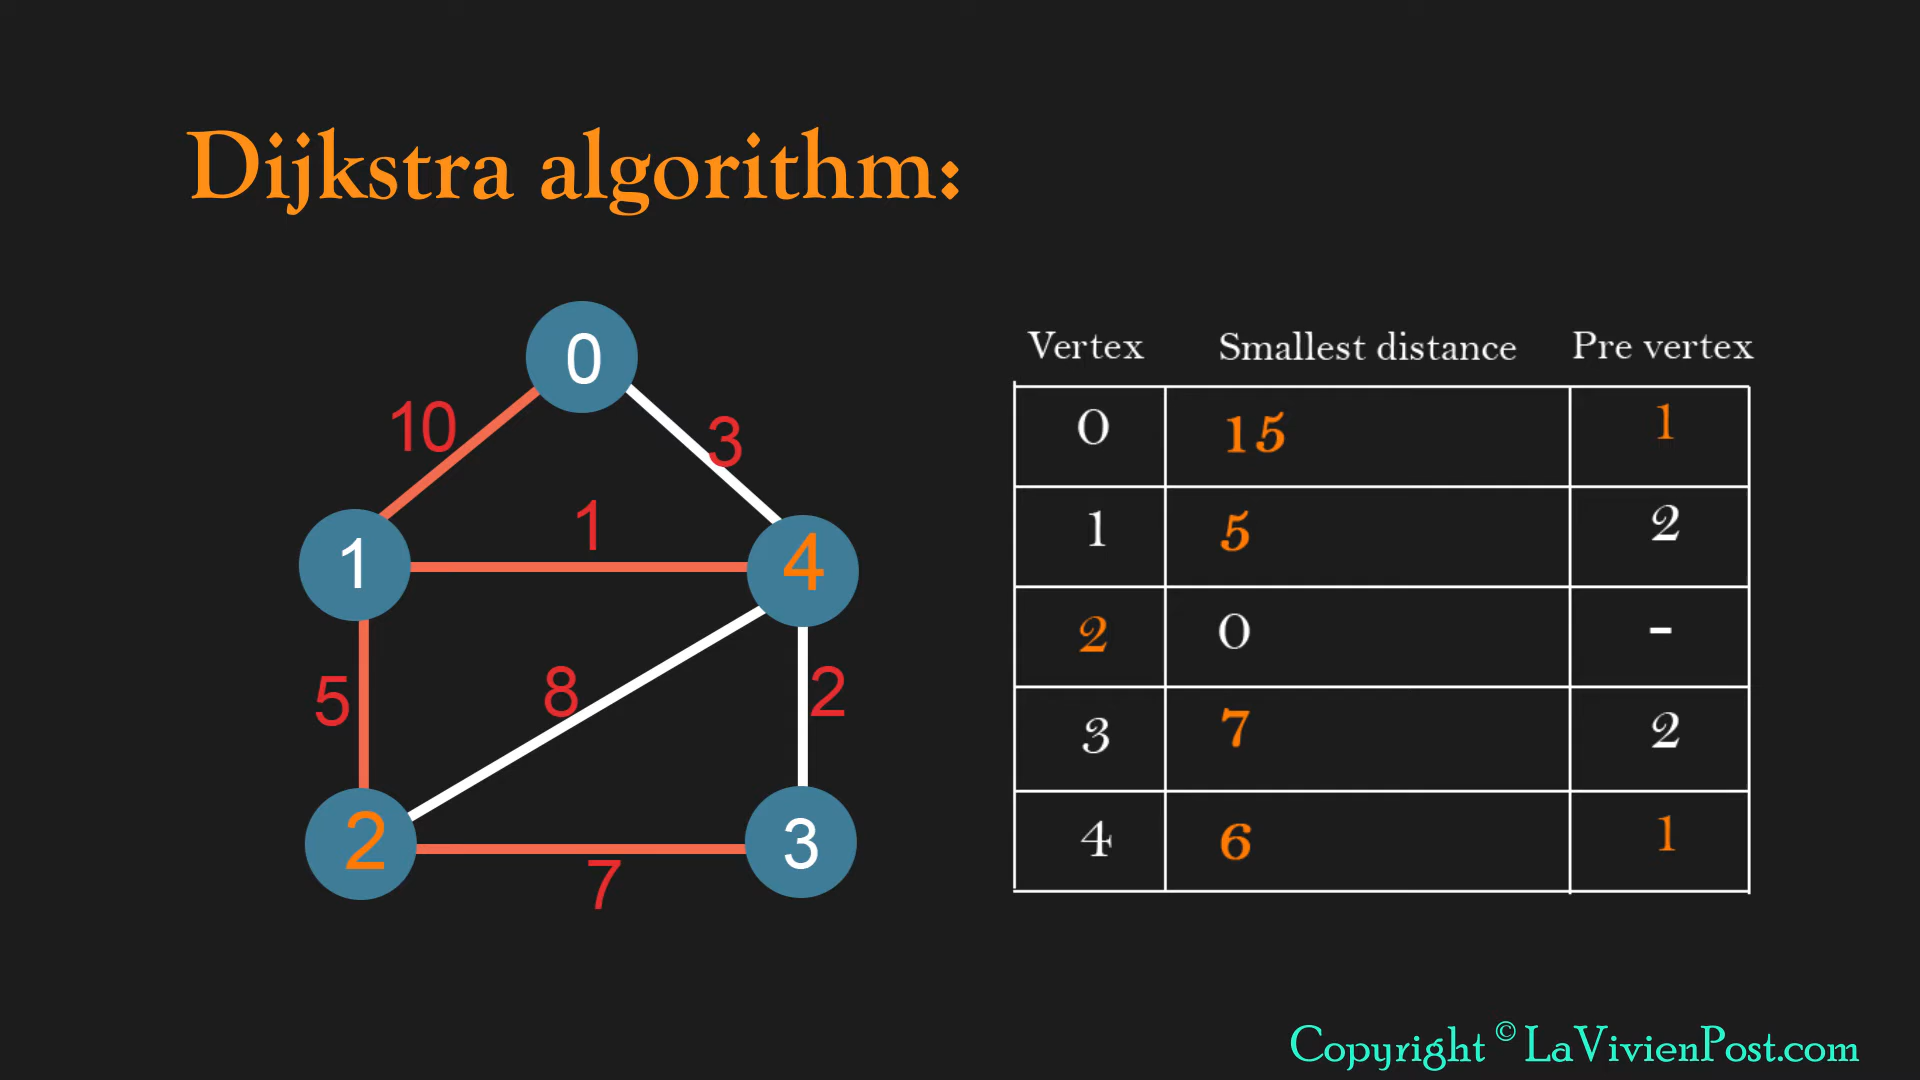 Dijkstra algorithm:
0
10
3
1
1
4
5
8
2
2
3
7
Vertex Smallest distance Pre vertex
0 15 1
1 5 2
2 0 -
3 7 2
4 6 1
Copyright © LaVivienPost.com